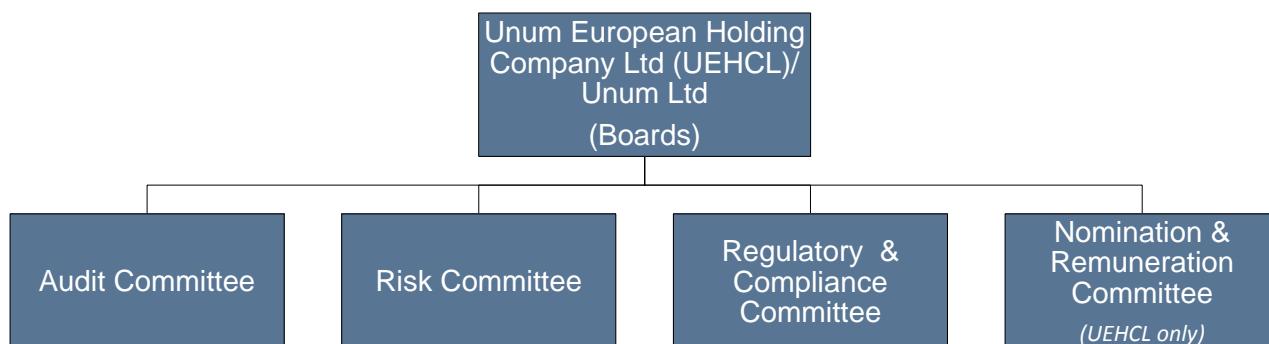 Unum European Holding
Company Ltd (UEHCL)/
Unum Ltd
(Boards)
Audit Committee
Risk Committee
Regulatory & 
Compliance
Committee
Nomination &
Remuneration
Committee
(UEHCL only)